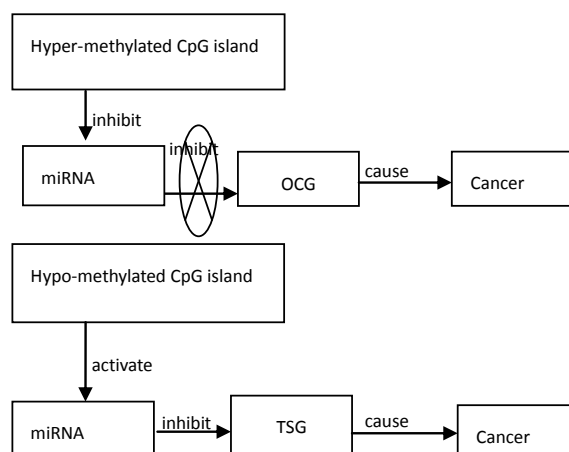 Hyper-methylated CpG island
inhibit
inhibit
miRNA
OCG
cause
Cancer
Hypo-methylated CpG island
activate
miRNA
inhibit
TSG
cause
Cancer